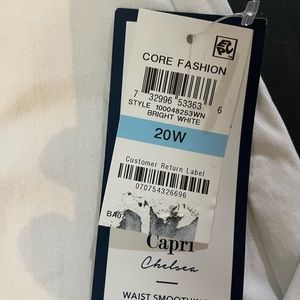 CORE FASHION
7 32996 53363 6
STYLE 100048253WN
BRIGHT WHITE
20W
Customer Return Label
070754326696
BA07
Capri
Chelsea
WAIST SMOOTHING